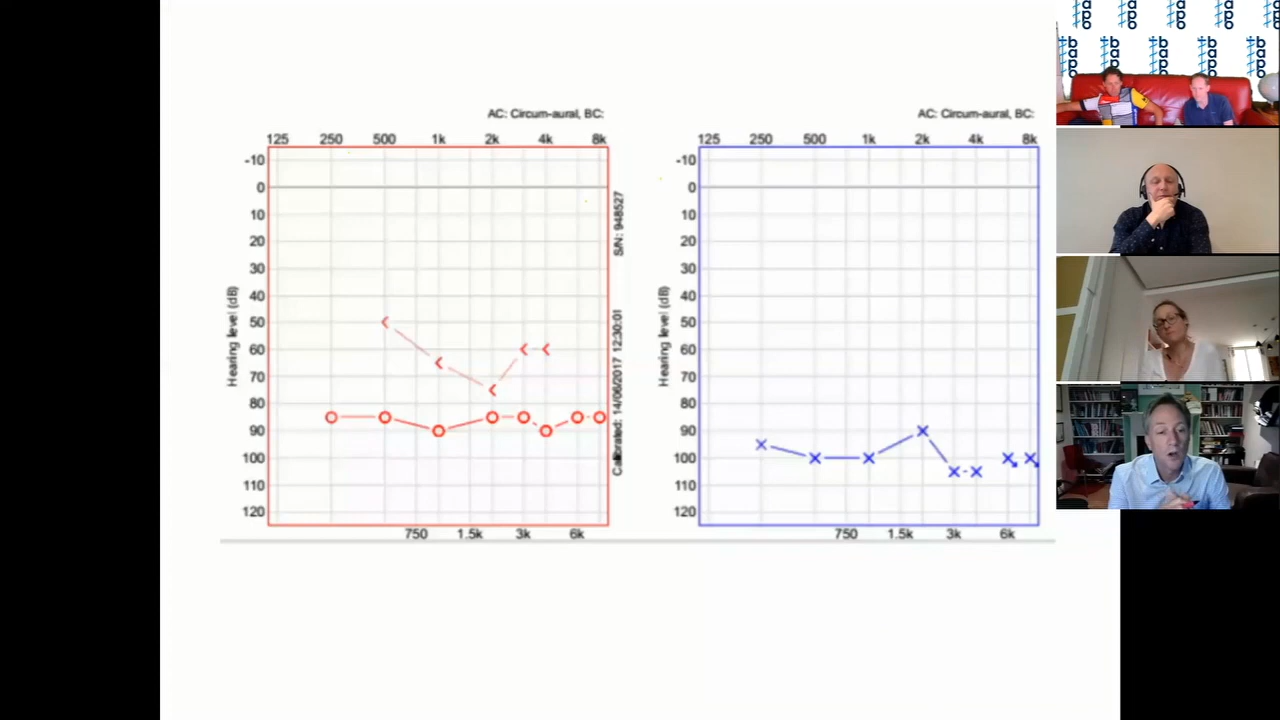 AC: Circum-aural, BC:
125 250 500 1k 2k 4k 8k
-10
0
10
20
30
40
50
60
70
80
90
100
110
120
Hearing level (dB)
750 1.5k 3k 6k
S/N: 948527
Calibrated: 14/06/2017 12:30:01
AC: Circum-aural, BC:
125 250 500 1k 2k 4k 8k
-10
0
10
20
30
40
50
60
70
80
90
100
110
120
Hearing level (dB)
750 1.5k 3k 6k